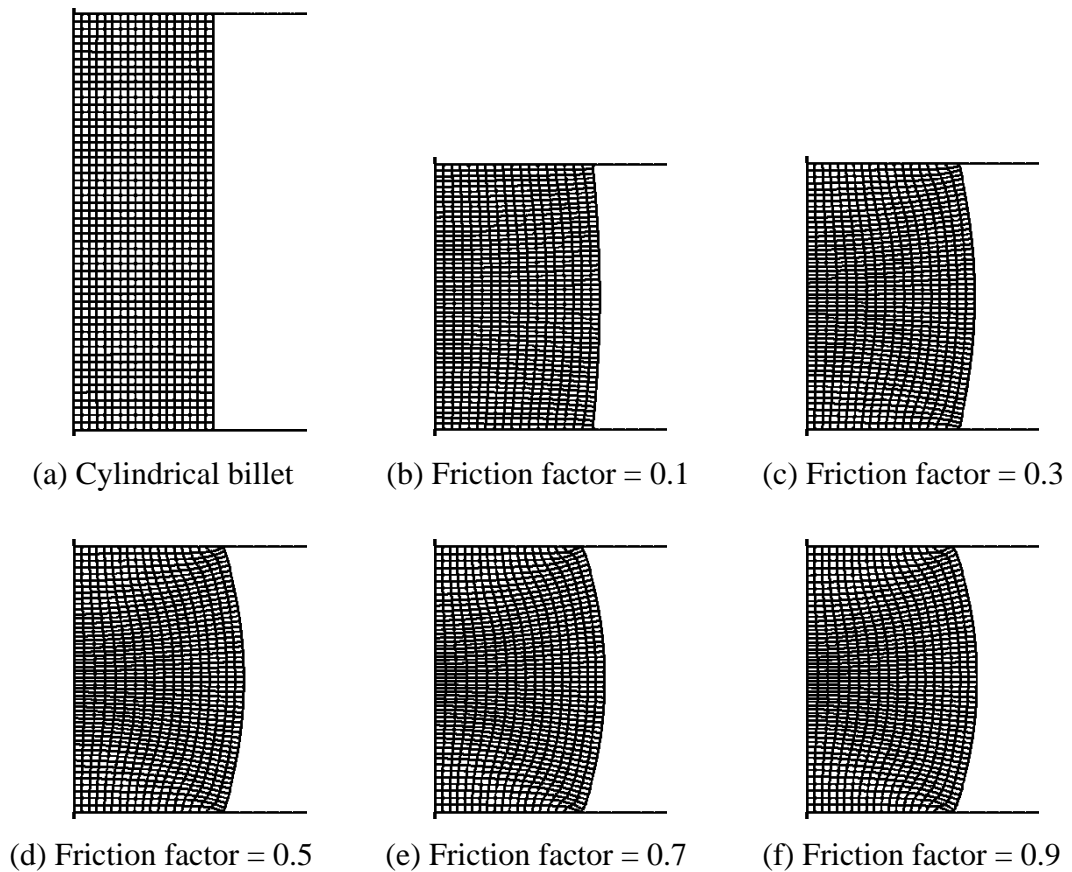 (a) Cylindrical billet
(b) Friction factor = 0.1
(c) Friction factor = 0.3
(d) Friction factor = 0.5
(e) Friction factor = 0.7
(f) Friction factor = 0.9